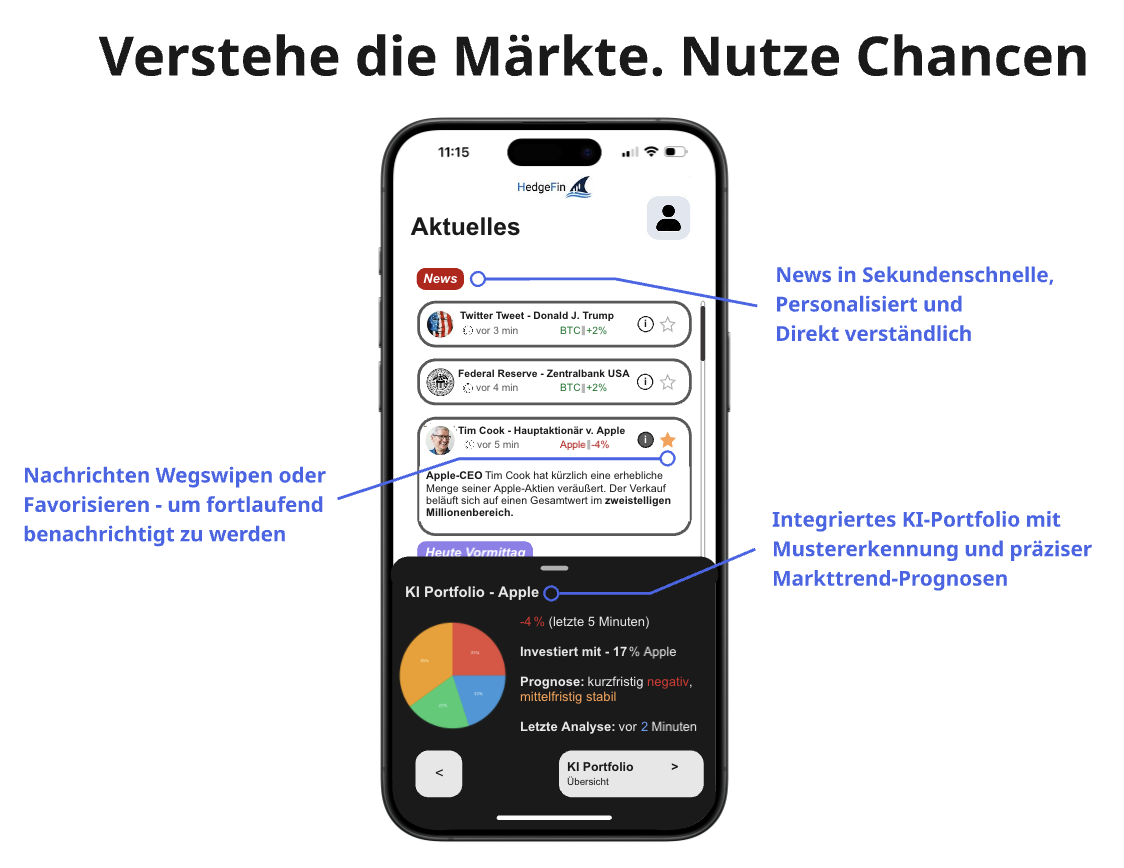 Verstehe die Märkte. Nutze Chancen
11:15
HedgeFin
Aktuelles
News
Twitter Tweet - Donald J. Trump
vor 3 min BTC +2%
Federal Reserve - Zentralbank USA
vor 4 min BTC +2%
Tim Cook - Hauptaktionär v. Apple
vor 5 min Apple -4%
Apple-CEO Tim Cook hat kürzlich eine erhebliche
Menge seiner Apple-Aktien veräußert. Der Verkauf
beläuft sich auf einen Gesamtwert im zweistelligen
Millionenbereich.
Heute Vormittag
KI Portfolio - Apple
-4 % (letzte 5 Minuten)
Investiert mit - 17 % Apple
Prognose: kurzfristig negativ,
mittelfristig stabil
Letzte Analyse: vor 2 Minuten
<
KI Portfolio >
Übersicht
News in Sekundenschnelle,
Personalisiert und
Direkt verständlich
Nachrichten Wegswipen oder
Favorisieren - um fortlaufend
benachrichtigt zu werden
Integriertes KI-Portfolio mit
Mustererkennung und präziser
Markttrend-Prognosen